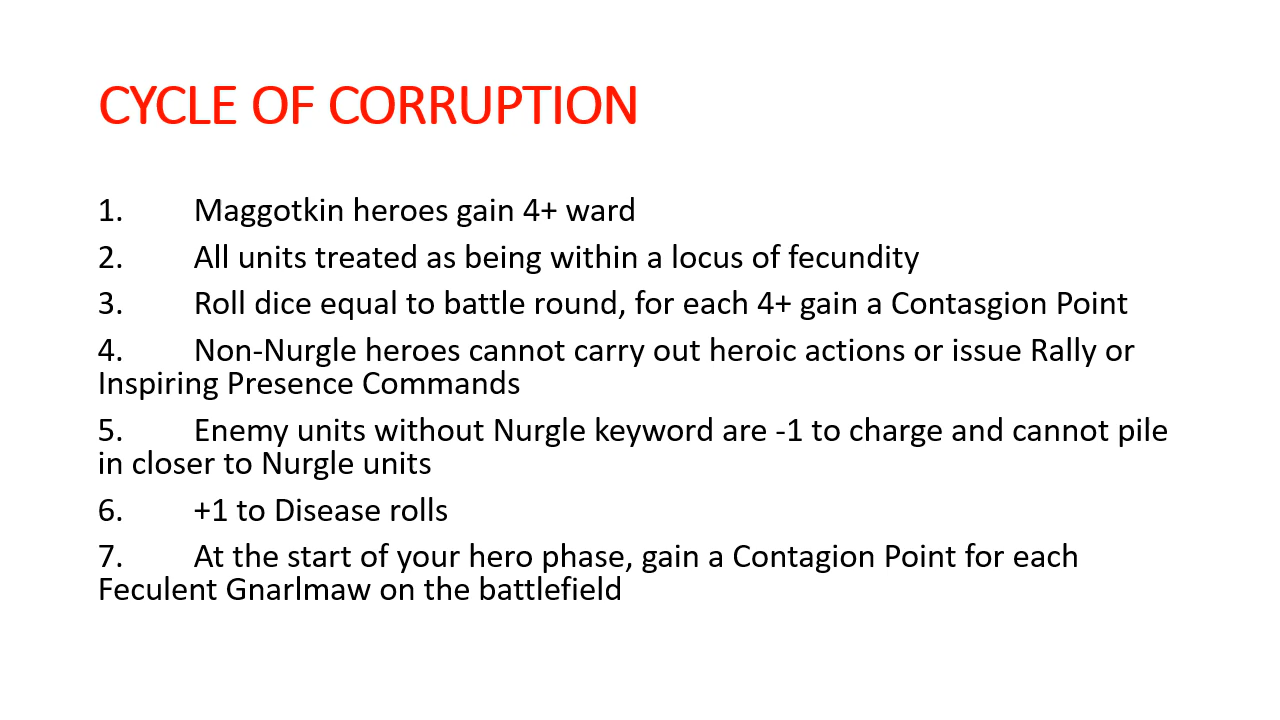 CYCLE OF CORRUPTION
1. Maggotkin heroes gain 4+ ward
2. All units treated as being within a locus of fecundity
3. Roll dice equal to battle round, for each 4+ gain a Contasgion Point
4. Non-Nurgle heroes cannot carry out heroic actions or issue Rally or
Inspiring Presence Commands
5. Enemy units without Nurgle keyword are -1 to charge and cannot pile
in closer to Nurgle units
6. +1 to Disease rolls
7. At the start of your hero phase, gain a Contagion Point for each
Feculent Gnarlmaw on the battlefield